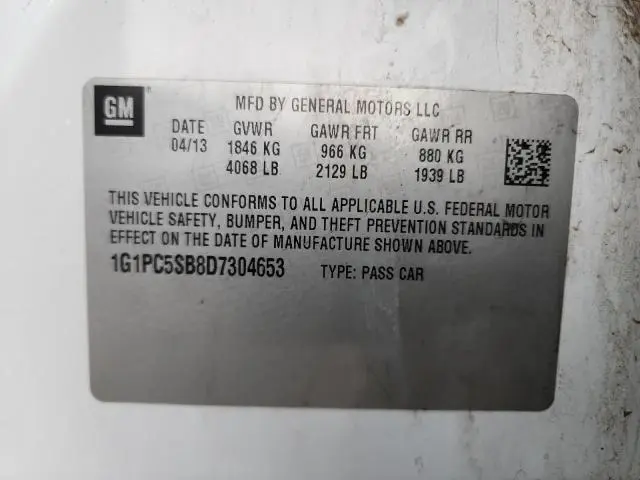 GM
MFD BY GENERAL MOTORS LLC
DATE GVWR GAWR FRT GAWR RR
04/13 1846 KG 966 KG 880 KG
4068 LB 2129 LB 1939 LB
THIS VEHICLE CONFORMS TO ALL APPLICABLE U.S. FEDERAL MOTOR
VEHICLE SAFETY, BUMPER, AND THEFT PREVENTION STANDARDS IN
EFFECT ON THE DATE OF MANUFACTURE SHOWN ABOVE.
1G1PC5SB8D7304653 TYPE: PASS CAR